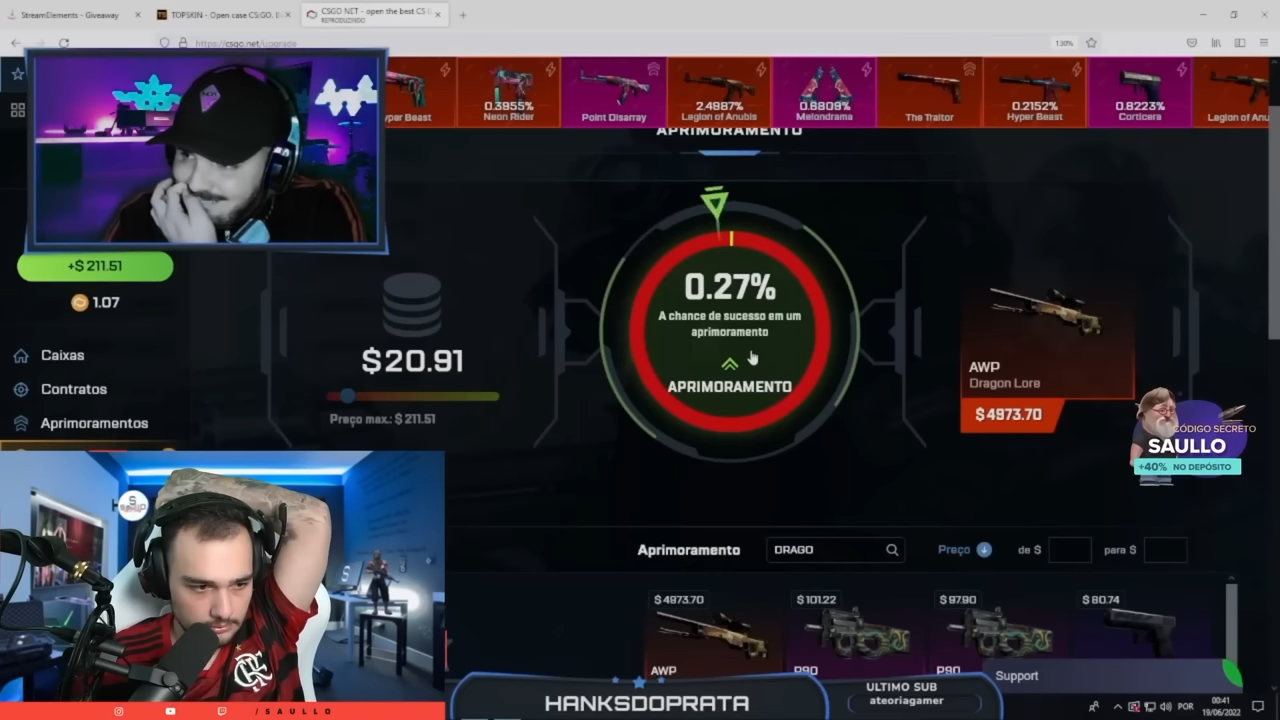 StreamElements - Giveaway
TOPSKIN - Open case CS:GO.
CSGO NET - open the best CS
REPRODUZINDO
https://csgo.net/upgrade
130%
yper Beast
0.3955%
Neon Rider
Point Disarray
2.4987%
Legion of Anubis
0.6809%
Melondrama
The Traitor
0.2152%
Hyper Beast
0.8223%
Corticera
Legion of Anu
APRIMORAMENTO
+$ 211.51
1.07
Caixas
Contratos
Aprimoramentos
$20.91
Preço max.: $ 211.51
0.27%
A chance de sucesso em um
aprimoramento
APRIMORAMENTO
AWP
Dragon Lore
$ 4973.70
CÓDIGO SECRETO
SAULLO
+40% NO DEPÓSITO
Aprimoramento
DRAGO
Preço
de $
para $
$ 4973.70
$ 101.22
$ 97.90
$ 80.74
AWP
P90
P90
Support
HANKSDOPRATA
ULTIMO SUB
ateoriagamer
/SAULLO
POR
00:41
19/06/2022